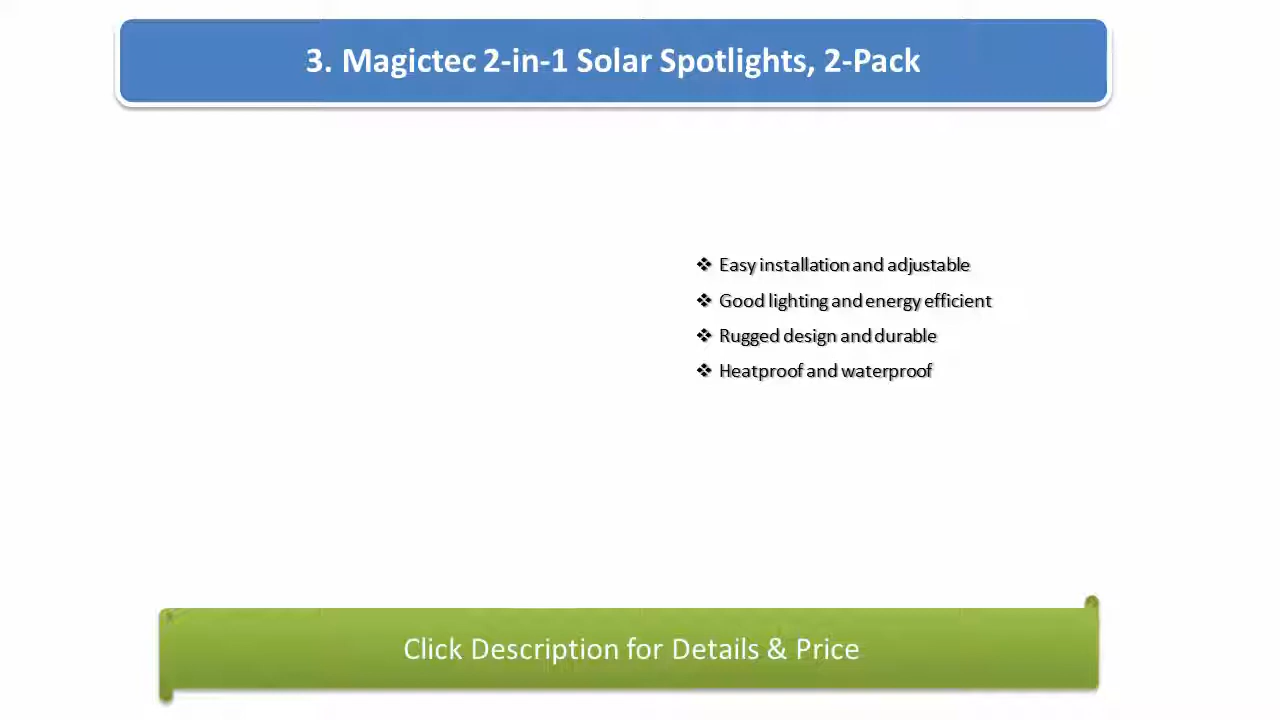 3. Magictec 2-in-1 Solar Spotlights, 2-Pack
❖ Easy installation and adjustable
❖ Good lighting and energy efficient
❖ Rugged design and durable
❖ Heatproof and waterproof
Click Description for Details & Price